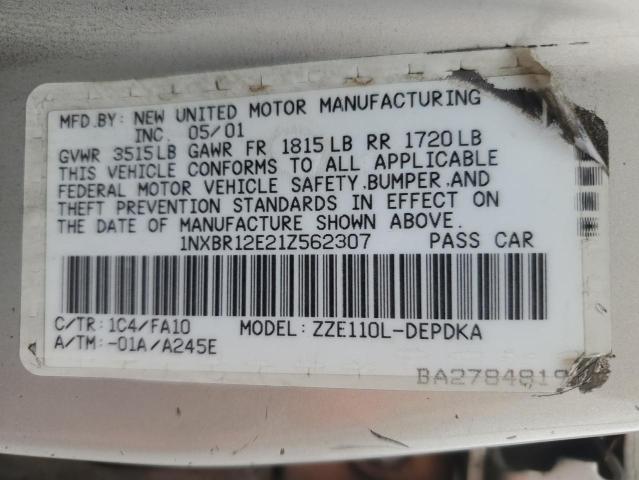 MFD.BY: NEW UNITED MOTOR MANUFACTURING
INC. 05/01
GVWR 3515LB GAWR FR 1815LB RR 1720LB
THIS VEHICLE CONFORMS TO ALL APPLICABLE
FEDERAL MOTOR VEHICLE SAFETY.BUMPER.AND
THEFT PREVENTION STANDARDS IN EFFECT ON
THE DATE OF MANUFACTURE SHOWN ABOVE.
1NXBR12E21Z562307 PASS CAR
C/TR: 1C4/FA10 MODEL: ZZE110L-DEPDKA
A/TM: -01A/A245E
BA2784819